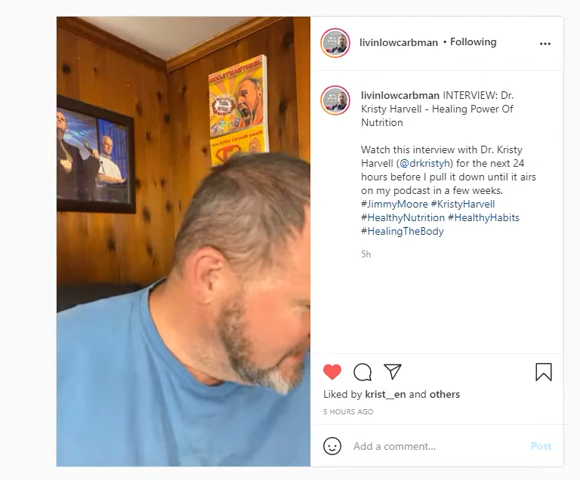 livinlowcarbman • Following
livinlowcarbman INTERVIEW: Dr.
Kristy Harvell - Healing Power Of
Nutrition
Watch this interview with Dr. Kristy
Harvell (@drkristyh) for the next 24
hours before I pull it down until it airs
on my podcast in a few weeks.
#JimmyMoore #KristyHarvell
#HealthyNutrition #HealthyHabits
#HealingTheBody
5h
Liked by krist__en and others
5 HOURS AGO
Add a comment...
Post